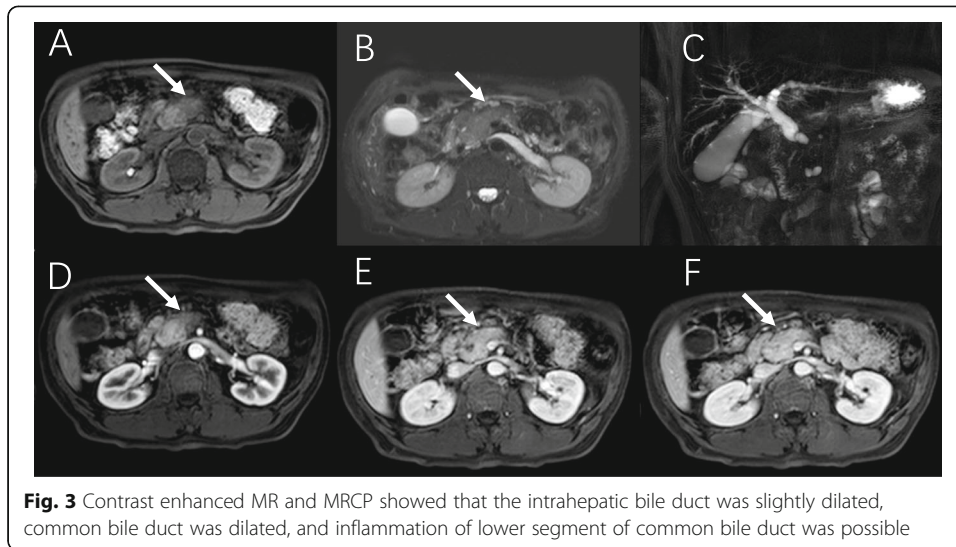 A
B
C
D
E
F
Fig. 3 Contrast enhanced MR and MRCP showed that the intrahepatic bile duct was slightly dilated,
common bile duct was dilated, and inflammation of lower segment of common bile duct was possible